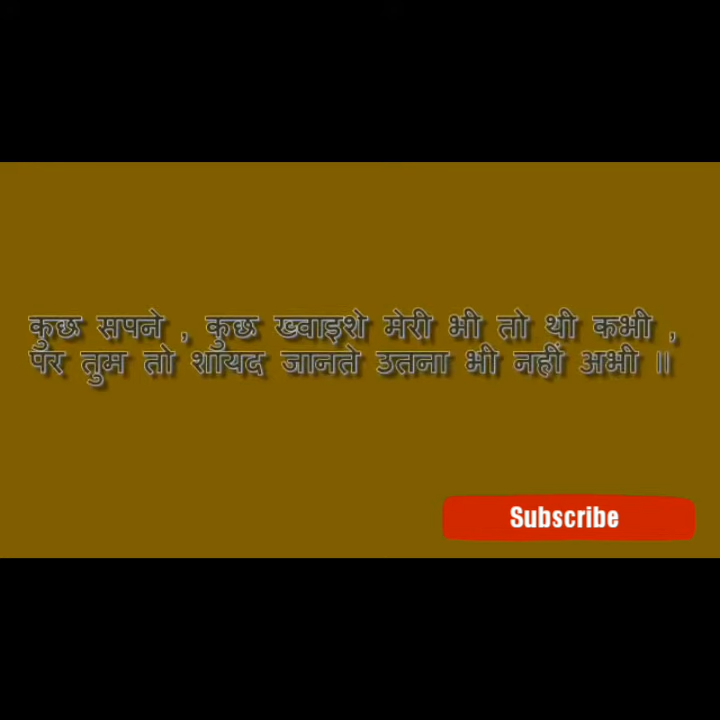 कुछ सपने , कुछ ख्वाइशे मेरी भी तो थी कभी ,
पर तुम तो शायद जानते उतना भी नहीं अभी ॥
Subscribe